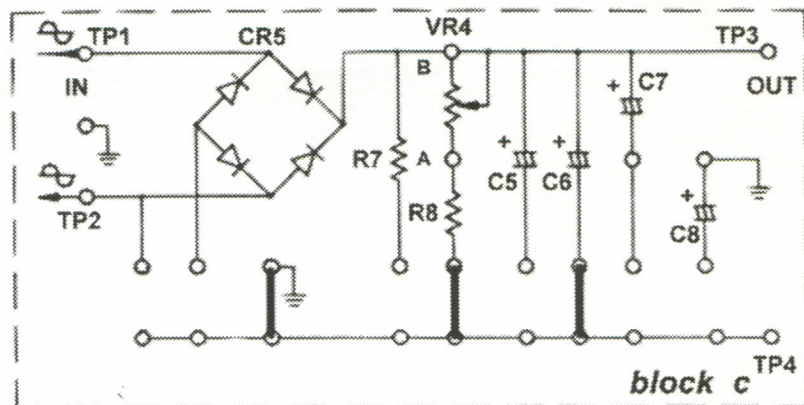 TP1
CR5
VR4
TP3
IN
B
C7
OUT
+
R7
A
+
C5
+
C6
TP2
R8
+
C8
TP4
block c